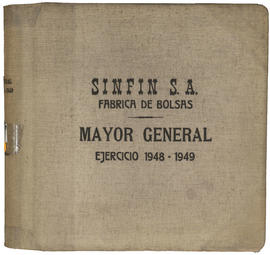 SINFIN S.A.
FABRICA DE BOLSAS
MAYOR GENERAL
EJERCICIO 1948 - 1949